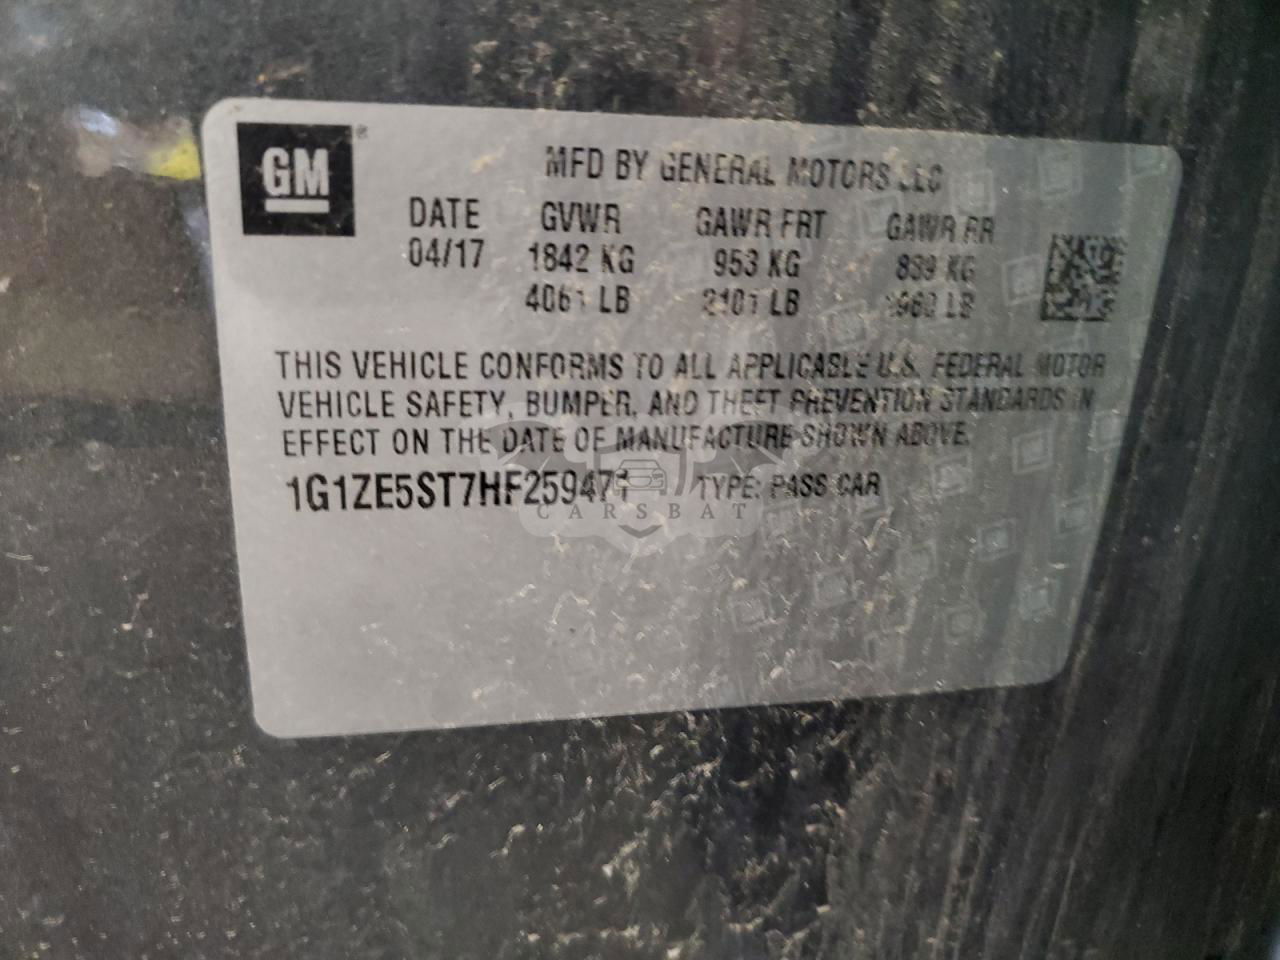 GM®
MFD BY GENERAL MOTORS LLC
DATE GVWR GAWR FRT GAWR RR
04/17 1842 KG 953 KG 889 KG
4061 LB 2101 LB 1960 LB
THIS VEHICLE CONFORMS TO ALL APPLICABLE U.S. FEDERAL MOTOR
VEHICLE SAFETY, BUMPER, AND THEFT PREVENTION STANDARDS IN
EFFECT ON THE DATE OF MANUFACTURE SHOWN ABOVE.
1G1ZE5ST7HF259471 TYPE: PASS CAR
CARSBAT